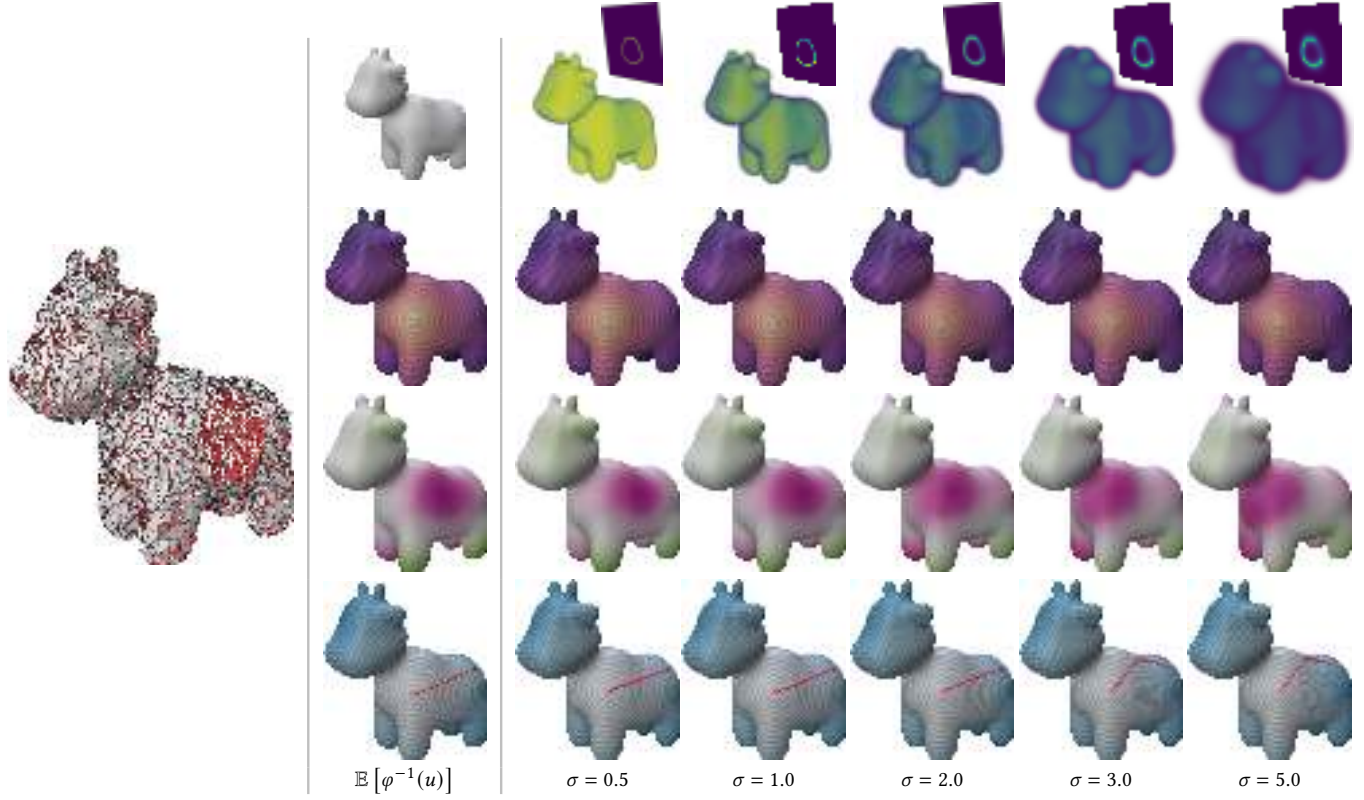 𝔼 [φ⁻¹(u)] σ = 0.5 σ = 1.0 σ = 2.0 σ = 3.0 σ = 5.0